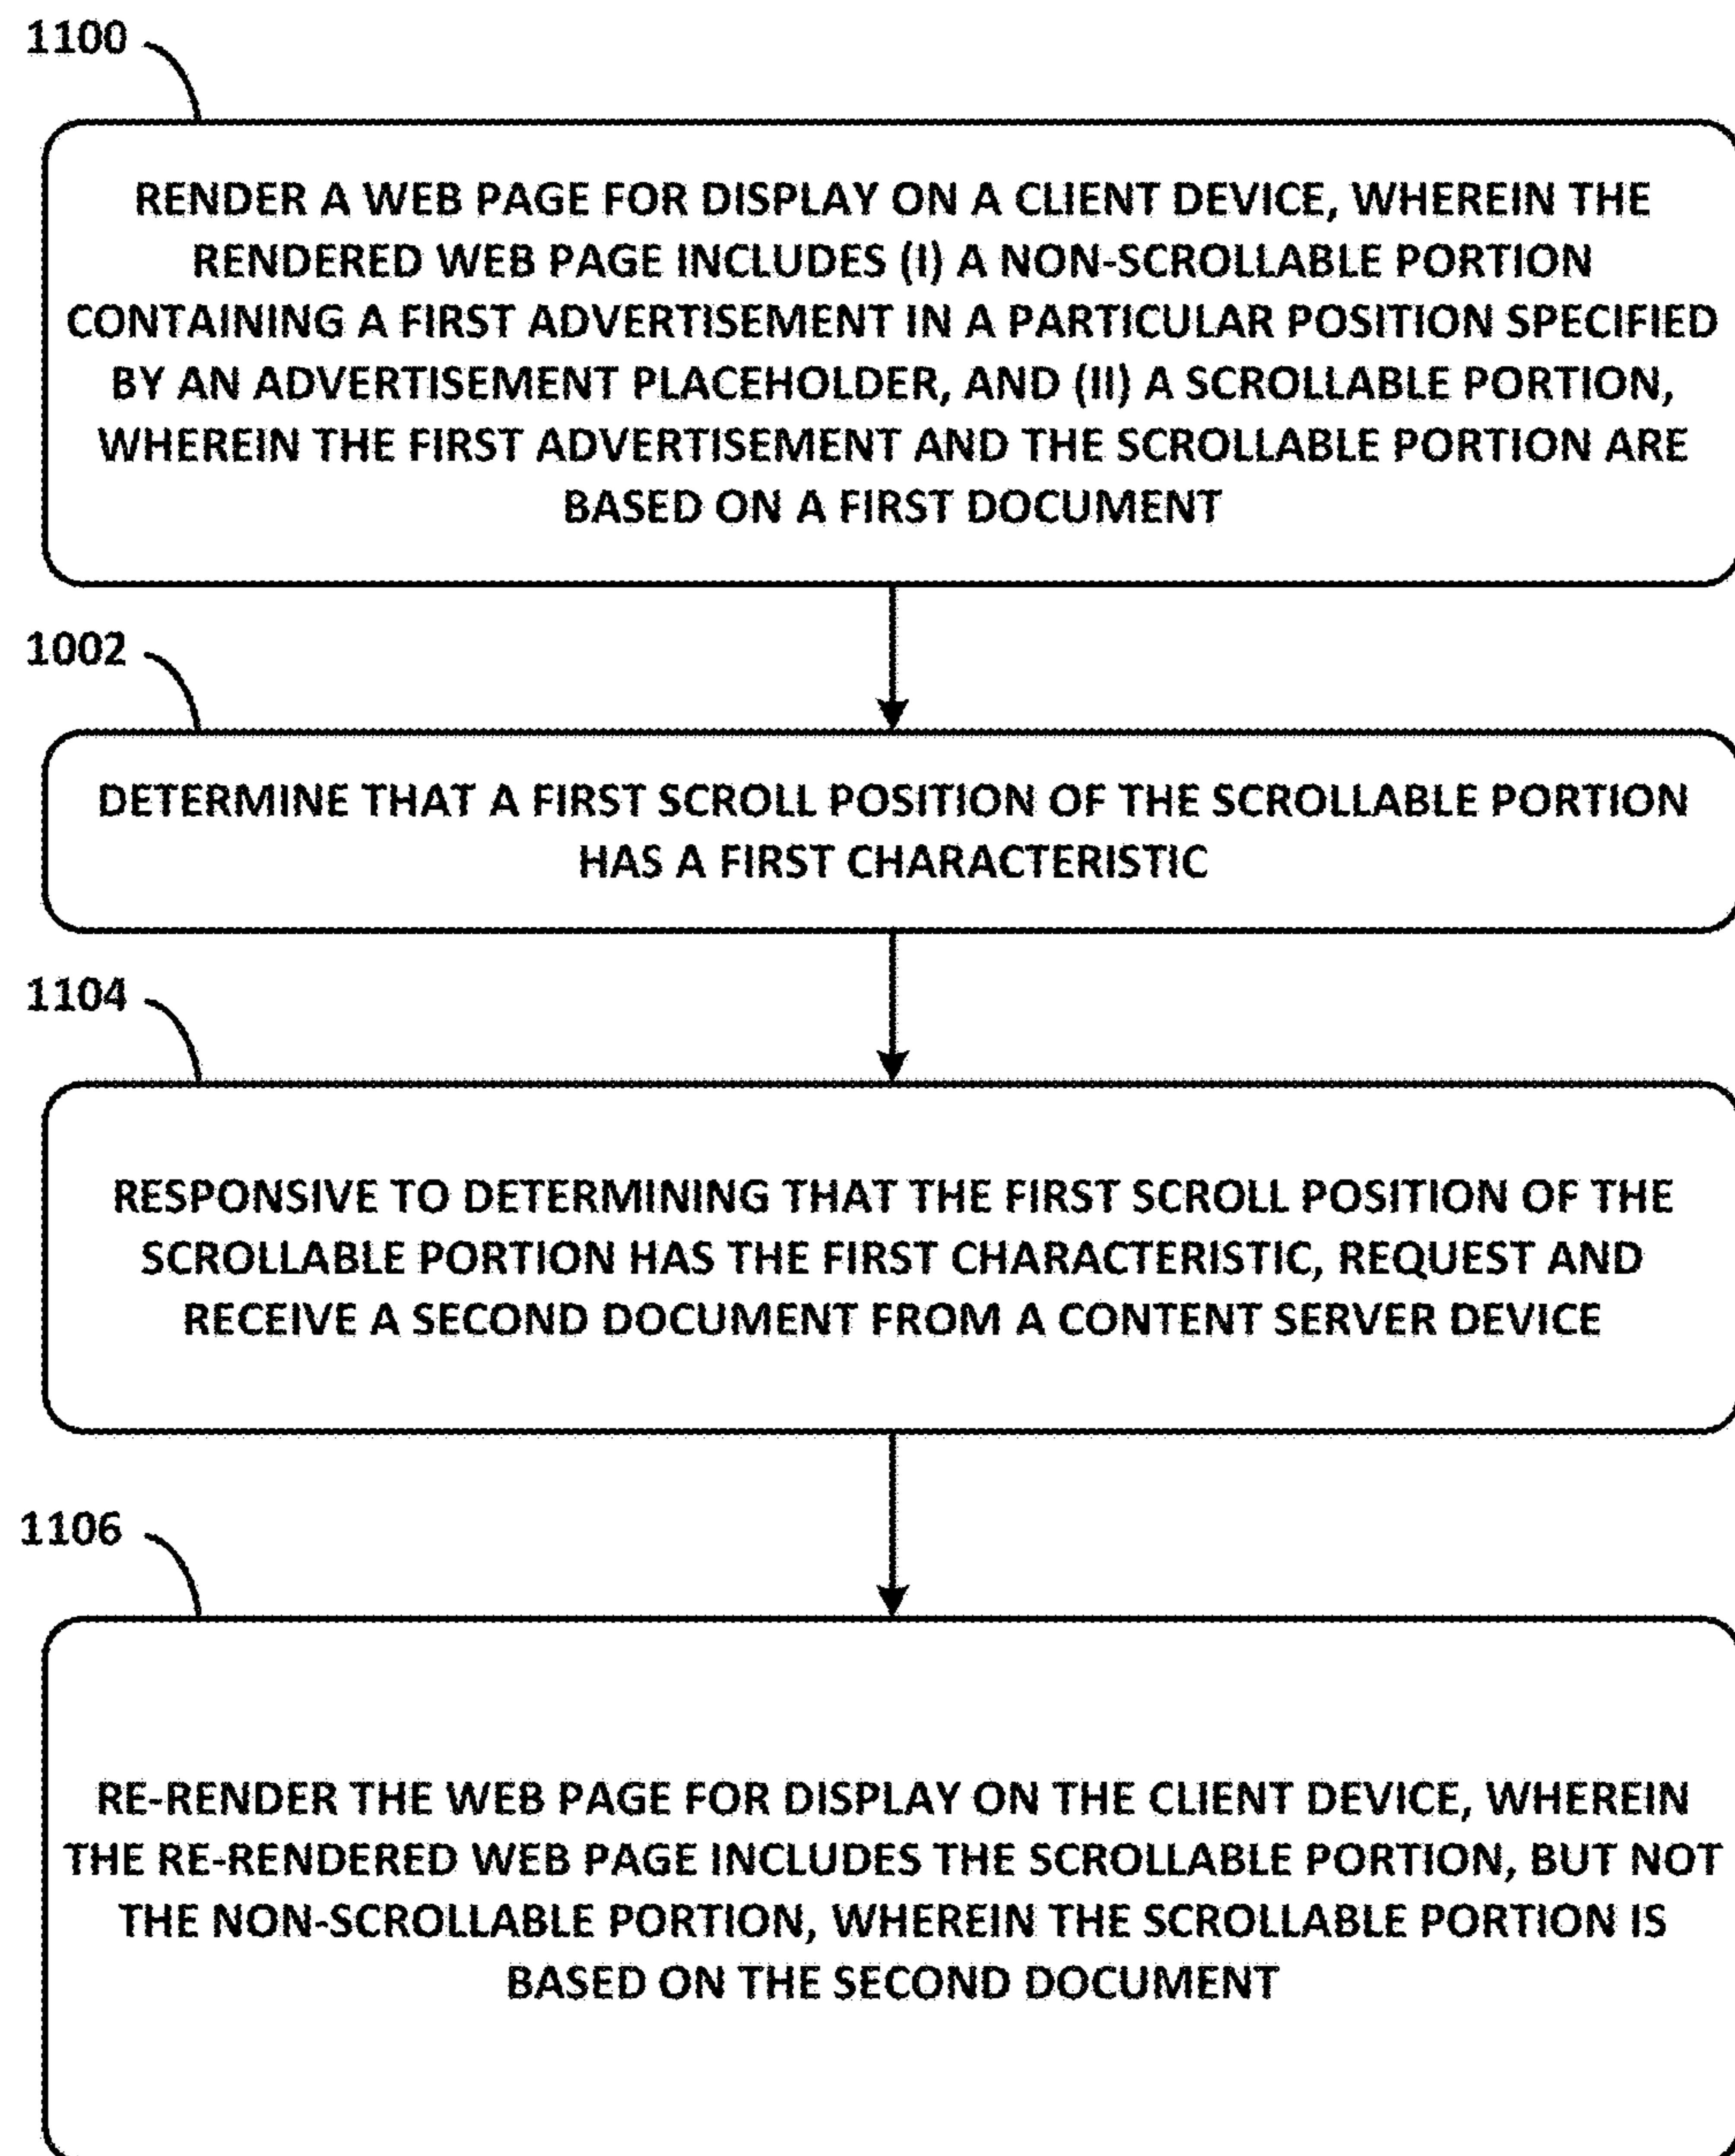 1100
RENDER A WEB PAGE FOR DISPLAY ON A CLIENT DEVICE, WHEREIN THE
RENDERED WEB PAGE INCLUDES (I) A NON-SCROLLABLE PORTION
CONTAINING A FIRST ADVERTISEMENT IN A PARTICULAR POSITION SPECIFIED
BY AN ADVERTISEMENT PLACEHOLDER, AND (II) A SCROLLABLE PORTION,
WHEREIN THE FIRST ADVERTISEMENT AND THE SCROLLABLE PORTION ARE
BASED ON A FIRST DOCUMENT
1002
DETERMINE THAT A FIRST SCROLL POSITION OF THE SCROLLABLE PORTION
HAS A FIRST CHARACTERISTIC
1104
RESPONSIVE TO DETERMINING THAT THE FIRST SCROLL POSITION OF THE
SCROLLABLE PORTION HAS THE FIRST CHARACTERISTIC, REQUEST AND
RECEIVE A SECOND DOCUMENT FROM A CONTENT SERVER DEVICE
1106
RE-RENDER THE WEB PAGE FOR DISPLAY ON THE CLIENT DEVICE, WHEREIN
THE RE-RENDERED WEB PAGE INCLUDES THE SCROLLABLE PORTION, BUT NOT
THE NON-SCROLLABLE PORTION, WHEREIN THE SCROLLABLE PORTION IS
BASED ON THE SECOND DOCUMENT